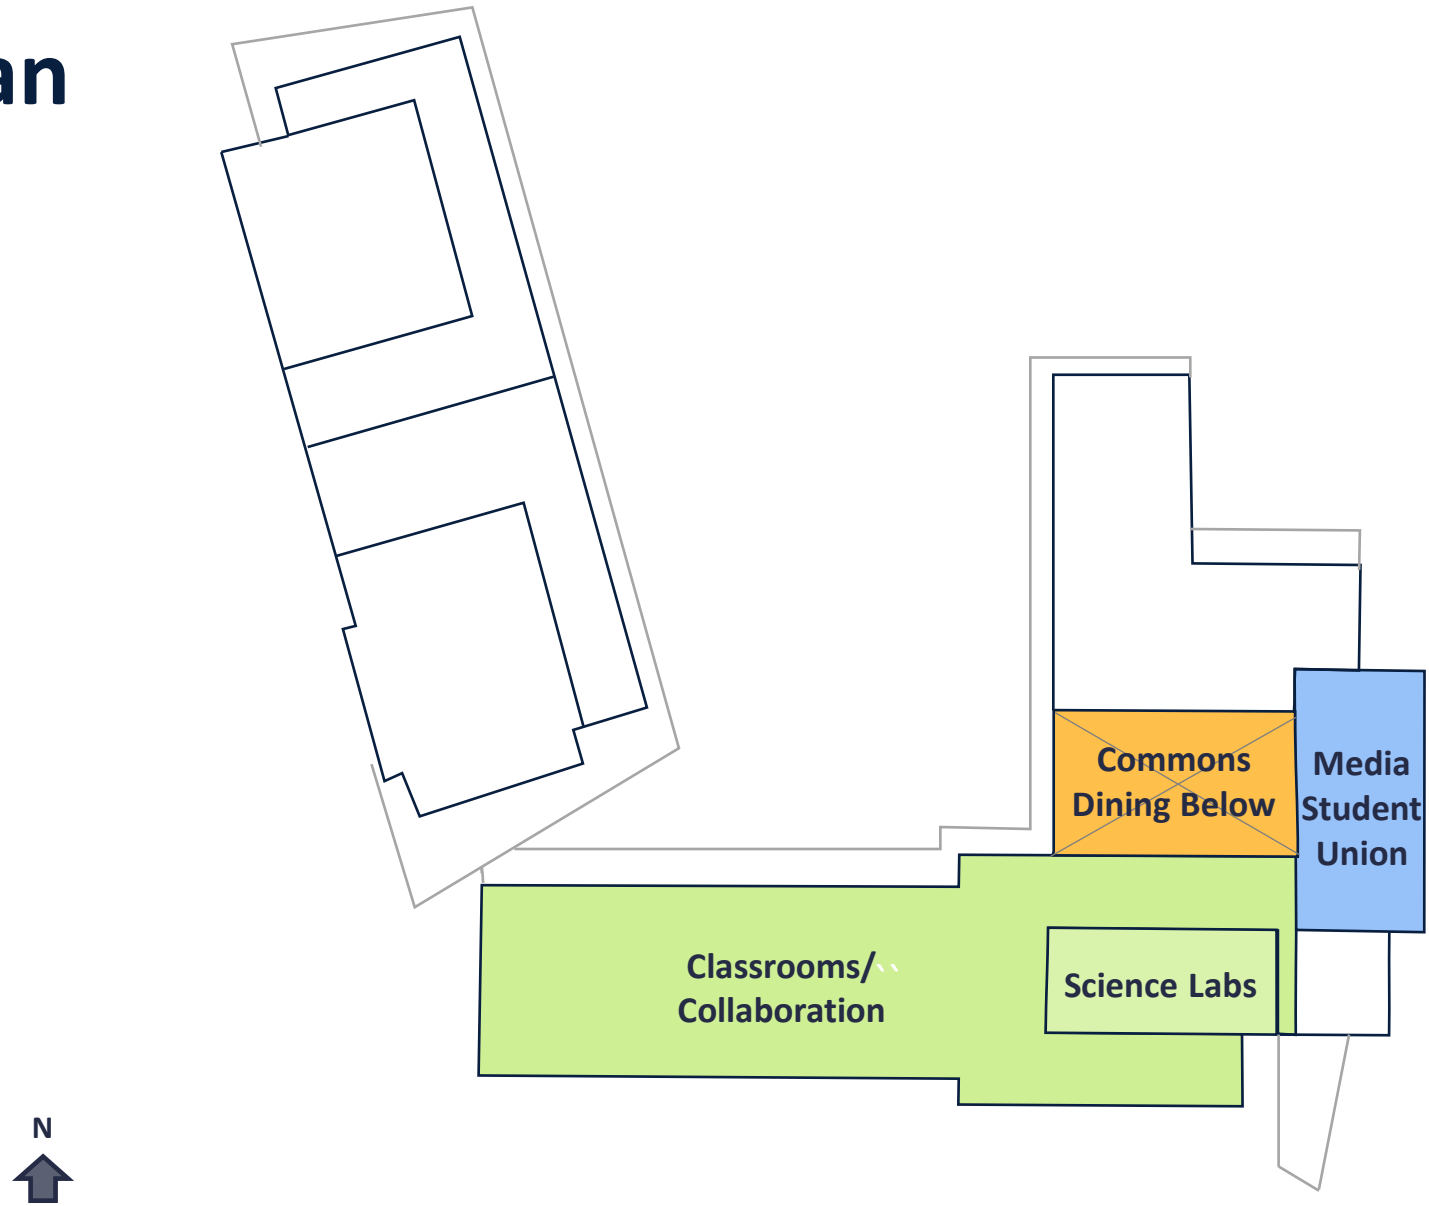 an
Commons
Dining Below
Media
Student
Union
Classrooms/``
Collaboration
Science Labs
N